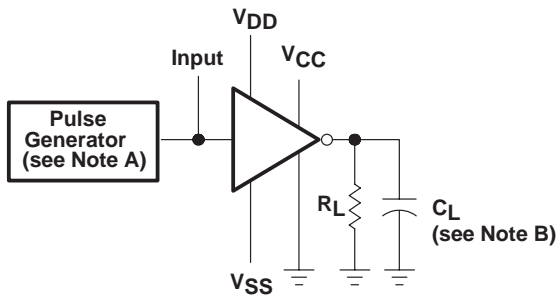 VDD
Input
VCC
Pulse
Generator
(see Note A)
RL
CL
(see Note B)
VSS